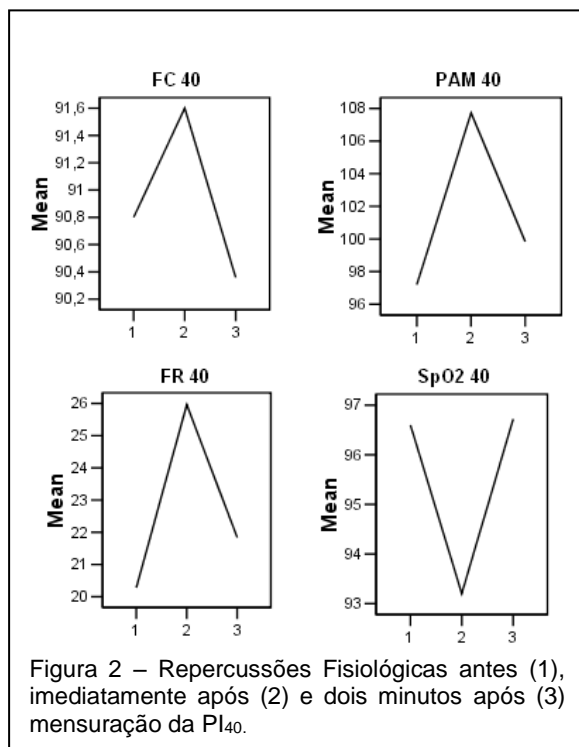 FC 40
Mean
91,6
91,4
91,2
91
90,8
90,6
90,4
90,2
1 2 3
PAM 40
Mean
108
106
104
102
100
98
96
1 2 3
FR 40
Mean
26
25
24
23
22
21
20
1 2 3
SpO2 40
Mean
97
96
95
94
93
1 2 3
Figura 2 – Repercussões Fisiológicas antes (1),
imediatamente após (2) e dois minutos após (3)
mensuração da PI40.